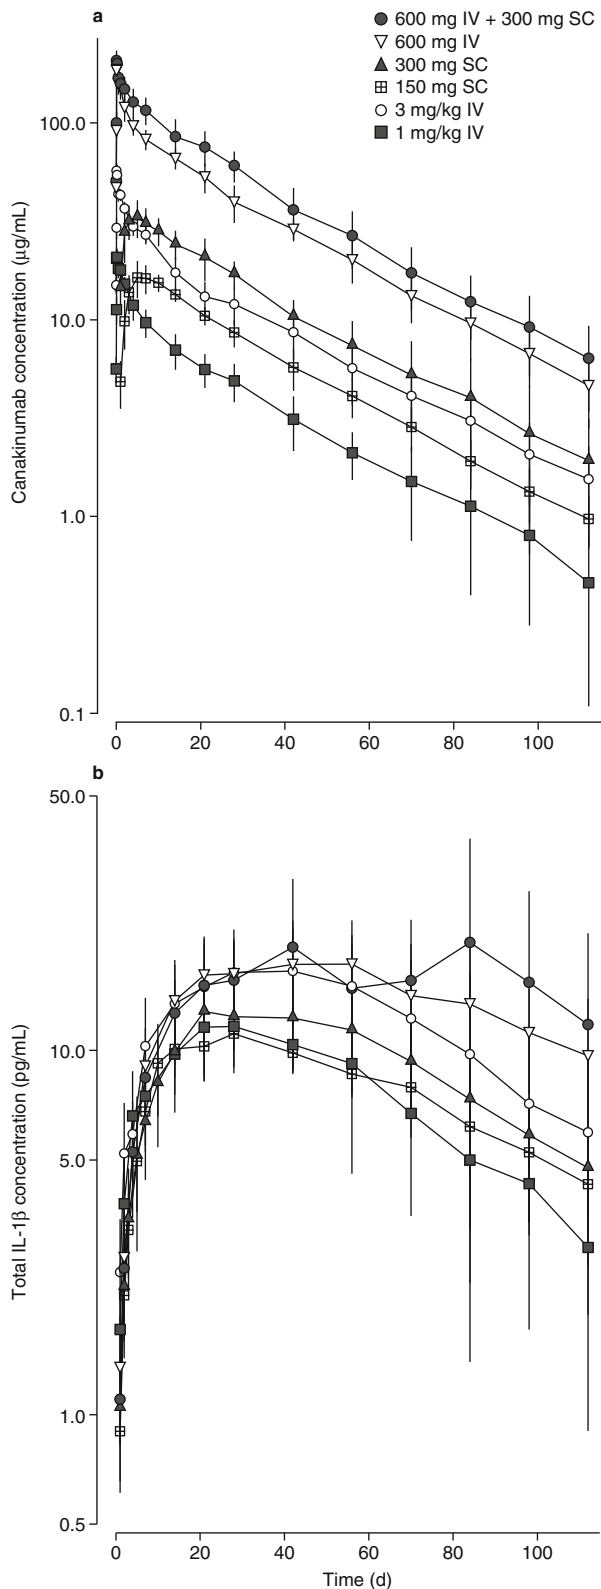 a
600 mg IV + 300 mg SC
600 mg IV
300 mg SC
150 mg SC
3 mg/kg IV
1 mg/kg IV
Canakinumab concentration (μg/mL)
100.0
10.0
1.0
0.1
0 20 40 60 80 100
b
Total IL-1β concentration (pg/mL)
50.0
10.0
5.0
1.0
0.5
0 20 40 60 80 100
Time (d)